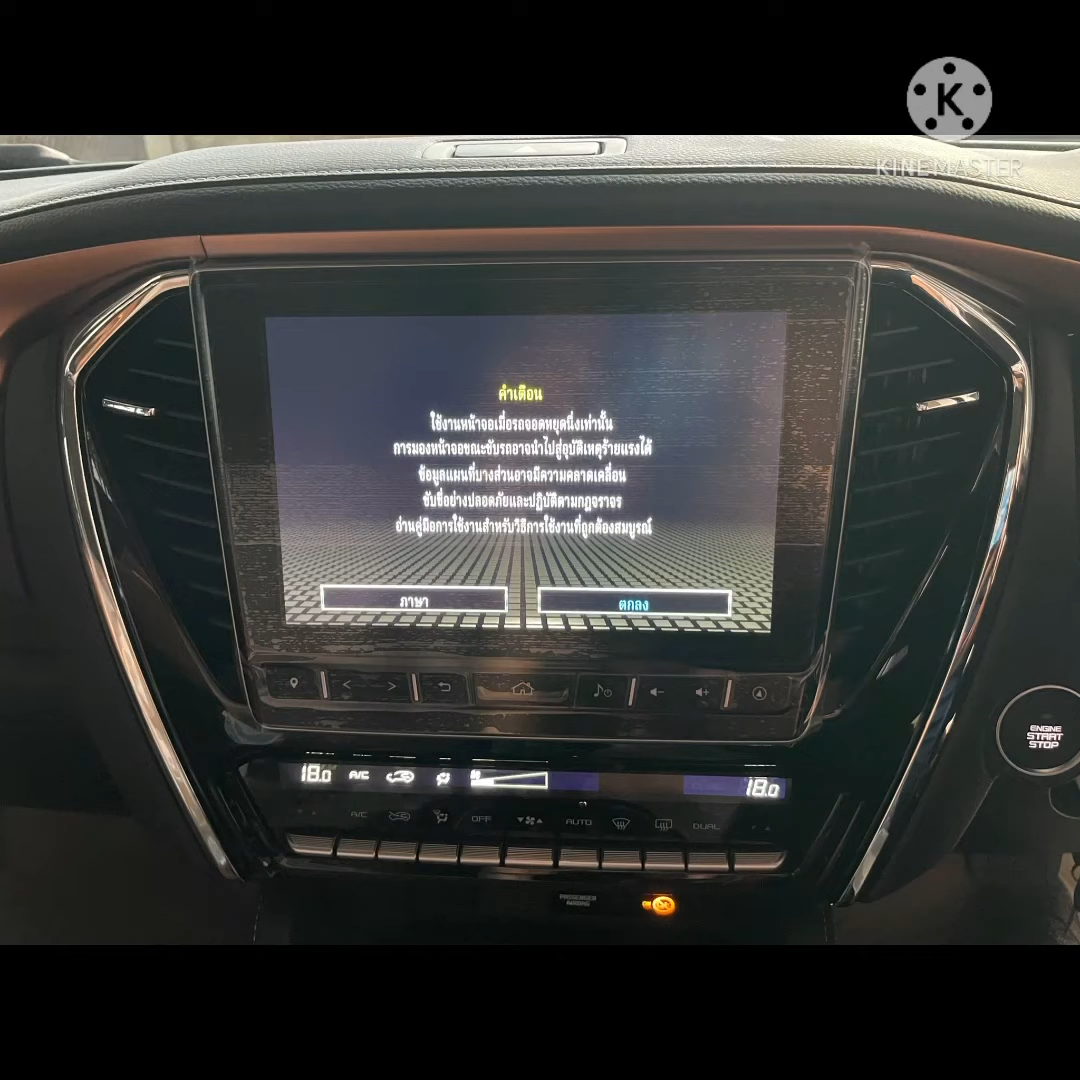 K
KINEMASTER
คำเตือน
ใช้งานหน้าจอเมื่อรถจอดหยุดนิ่งเท่านั้น
การมองหน้าจอขณะขับรถอาจนำไปสู่อุบัติเหตุร้ายแรงได้
ข้อมูลแผนที่บางส่วนอาจมีความคลาดเคลื่อน
ขับขี่อย่างปลอดภัยและปฏิบัติตามกฎจราจร
อ่านคู่มือการใช้งานสำหรับวิธีการใช้งานที่ถูกต้องสมบูรณ์
ภาษา ตกลง
ENGINE
START
STOP
18.0 A/C 18.0
A/C OFF AUTO DUAL
PASSENGER
AIRBAG